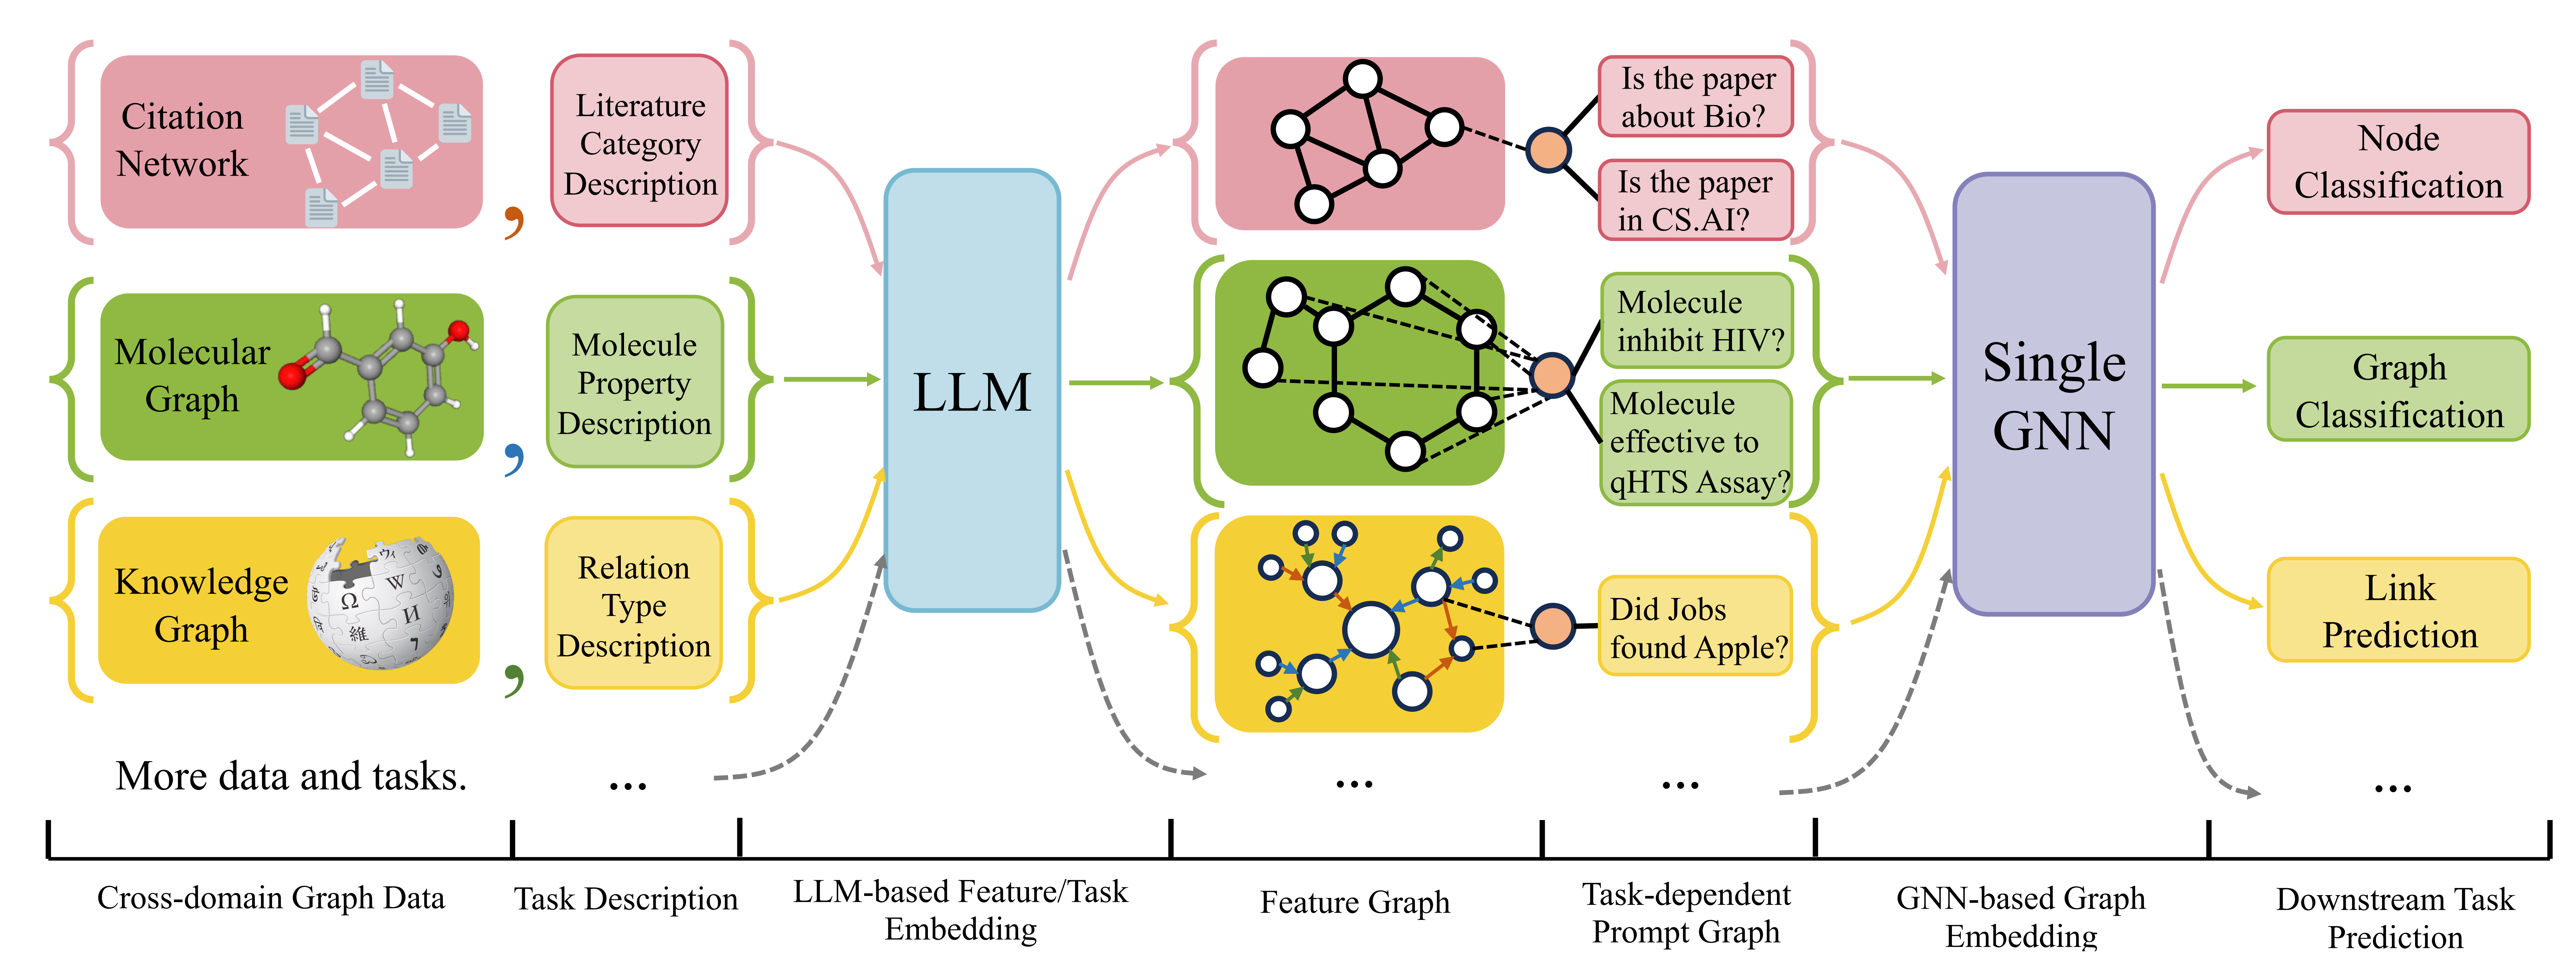 Citation
Network
,
Literature
Category
Description
Is the paper
about Bio?
Is the paper
in CS.AI?
Node
Classification
Molecular
Graph
,
Molecule
Property
Description
LLM
Molecule
inhibit HIV?
Molecule
effective to
qHTS Assay?
Single
GNN
Graph
Classification
Knowledge
Graph
Ω
W
И
維
,
Relation
Type
Description
Did Jobs
found Apple?
Link
Prediction
More data and tasks.
...
...
...
...
Cross-domain Graph Data
Task Description
LLM-based Feature/Task
Embedding
Feature Graph
Task-dependent
Prompt Graph
GNN-based Graph
Embedding
Downstream Task
Prediction